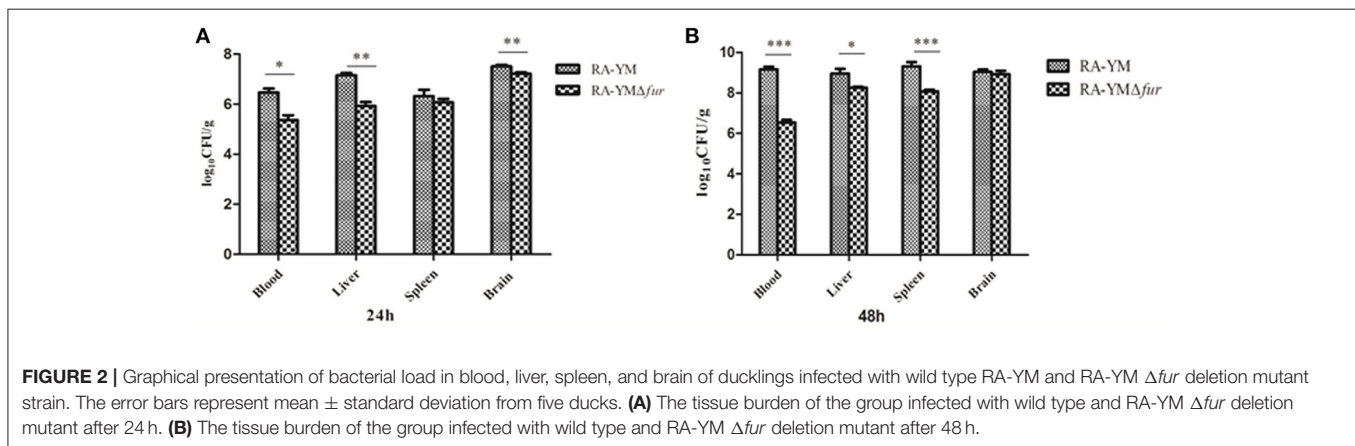 A
B
* ** **
RA-YM
RA-YMΔfur
8
6
4
2
0
log₁₀CFU/g
Blood Liver Spleen Brain
24h
*** * ***
RA-YM
RA-YMΔfur
10
8
6
4
2
0
log₁₀CFU/g
Blood Liver Spleen Brain
48h
FIGURE 2 | Graphical presentation of bacterial load in blood, liver, spleen, and brain of ducklings infected with wild type RA-YM and RA-YM Δfur deletion mutant
strain. The error bars represent mean ± standard deviation from five ducks. (A) The tissue burden of the group infected with wild type and RA-YM Δfur deletion
mutant after 24 h. (B) The tissue burden of the group infected with wild type and RA-YM Δfur deletion mutant after 48 h.